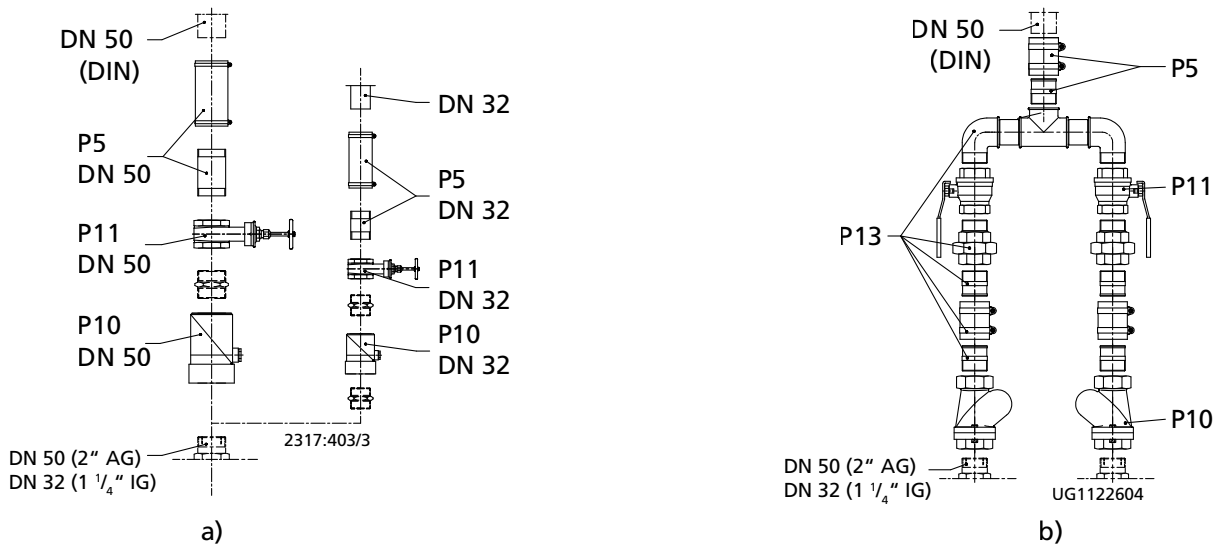 DN 50
(DIN)
P5
DN 50
P11
DN 50
P10
DN 50
DN 50 (2“ AG)
DN 32 (1 1/4“ IG)
DN 32
P5
DN 32
P11
DN 32
P10
DN 32
2317:403/3
a)
DN 50
(DIN)
P5
P11
P13
P10
DN 50 (2“ AG)
DN 32 (1 1/4“ IG)
UG1122604
b)